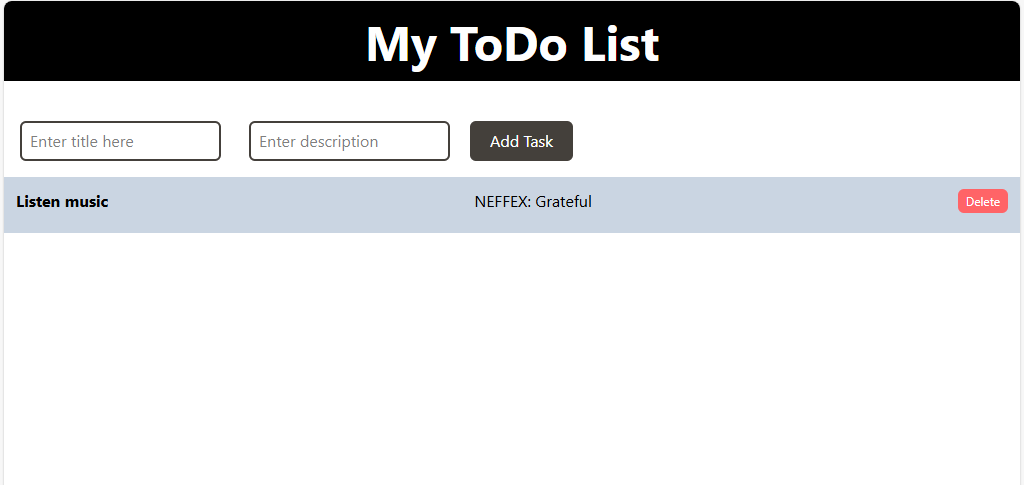 My ToDo List
Enter title here Enter description Add Task
Listen music NEFFEX: Grateful Delete